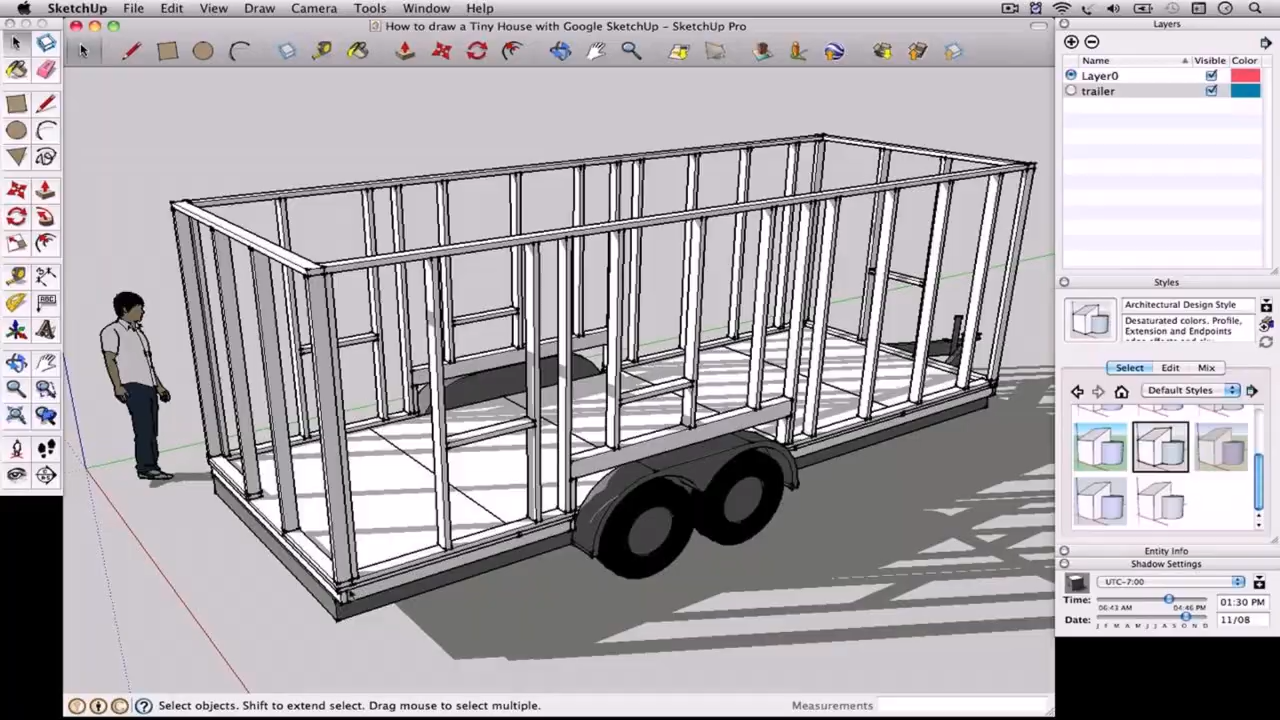 SketchUp File Edit View Draw Camera Tools Window Help
How to draw a Tiny House with Google SketchUp - SketchUp Pro
Layers
Name Visible Color
Layer0
trailer
Styles
Architectural Design Style
Desaturated colors. Profile,
Extension and Endpoints
Select Edit Mix
Default Styles
Entity Info
Shadow Settings
UTC-7:00
Time: 01:30 PM
06:43 AM 04:46 PM
Date: 11/08
J F M A M J J A S O N D
Select objects. Shift to extend select. Drag mouse to select multiple.
Measurements